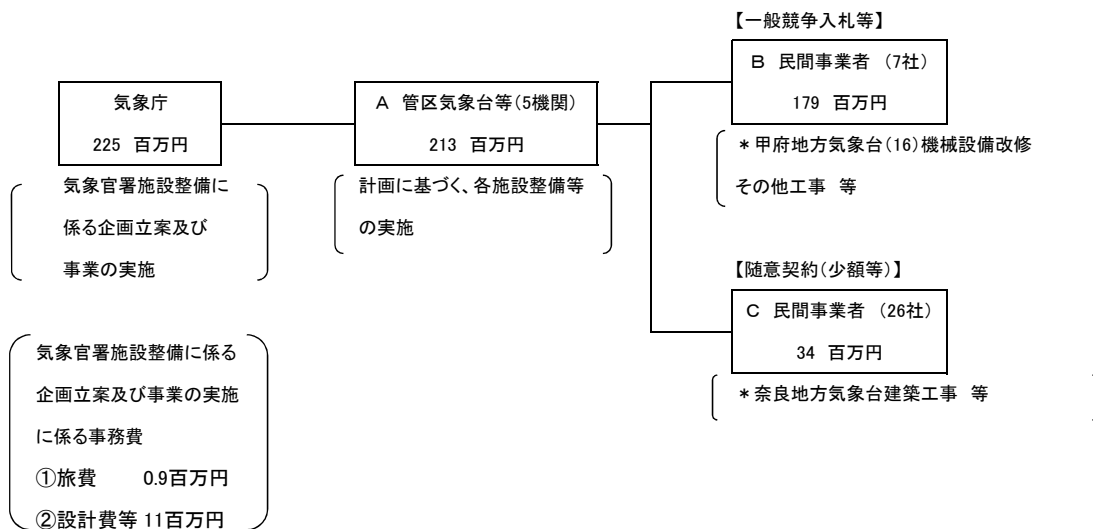 気象庁
225 百万円
気象官署施設整備に
係る企画立案及び
事業の実施
気象官署施設整備に係る
企画立案及び事業の実施
に係る事務費
①旅費 0.9百万円
②設計費等 11百万円
A 管区気象台等(5機関)
213 百万円
計画に基づく、各施設整備等
の実施
【一般競争入札等】
B 民間事業者 (7社)
179 百万円
*甲府地方気象台(16)機械設備改修
その他工事 等
【随意契約(少額等)】
C 民間事業者 (26社)
34 百万円
*奈良地方気象台建築工事 等